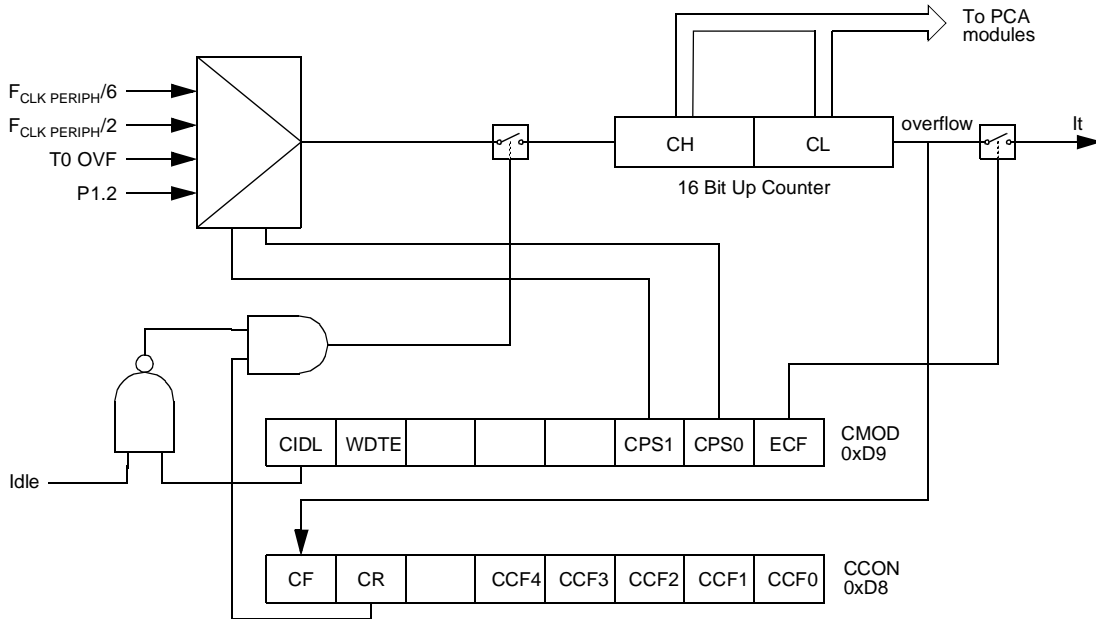 To PCA
modules
FCLK PERIPH/6
FCLK PERIPH/2
T0 OVF
P1.2
CH
CL
overflow
It
16 Bit Up Counter
CIDL
WDTE
CPS1
CPS0
ECF
CMOD
0xD9
Idle
CF
CR
CCF4
CCF3
CCF2
CCF1
CCF0
CCON
0xD8